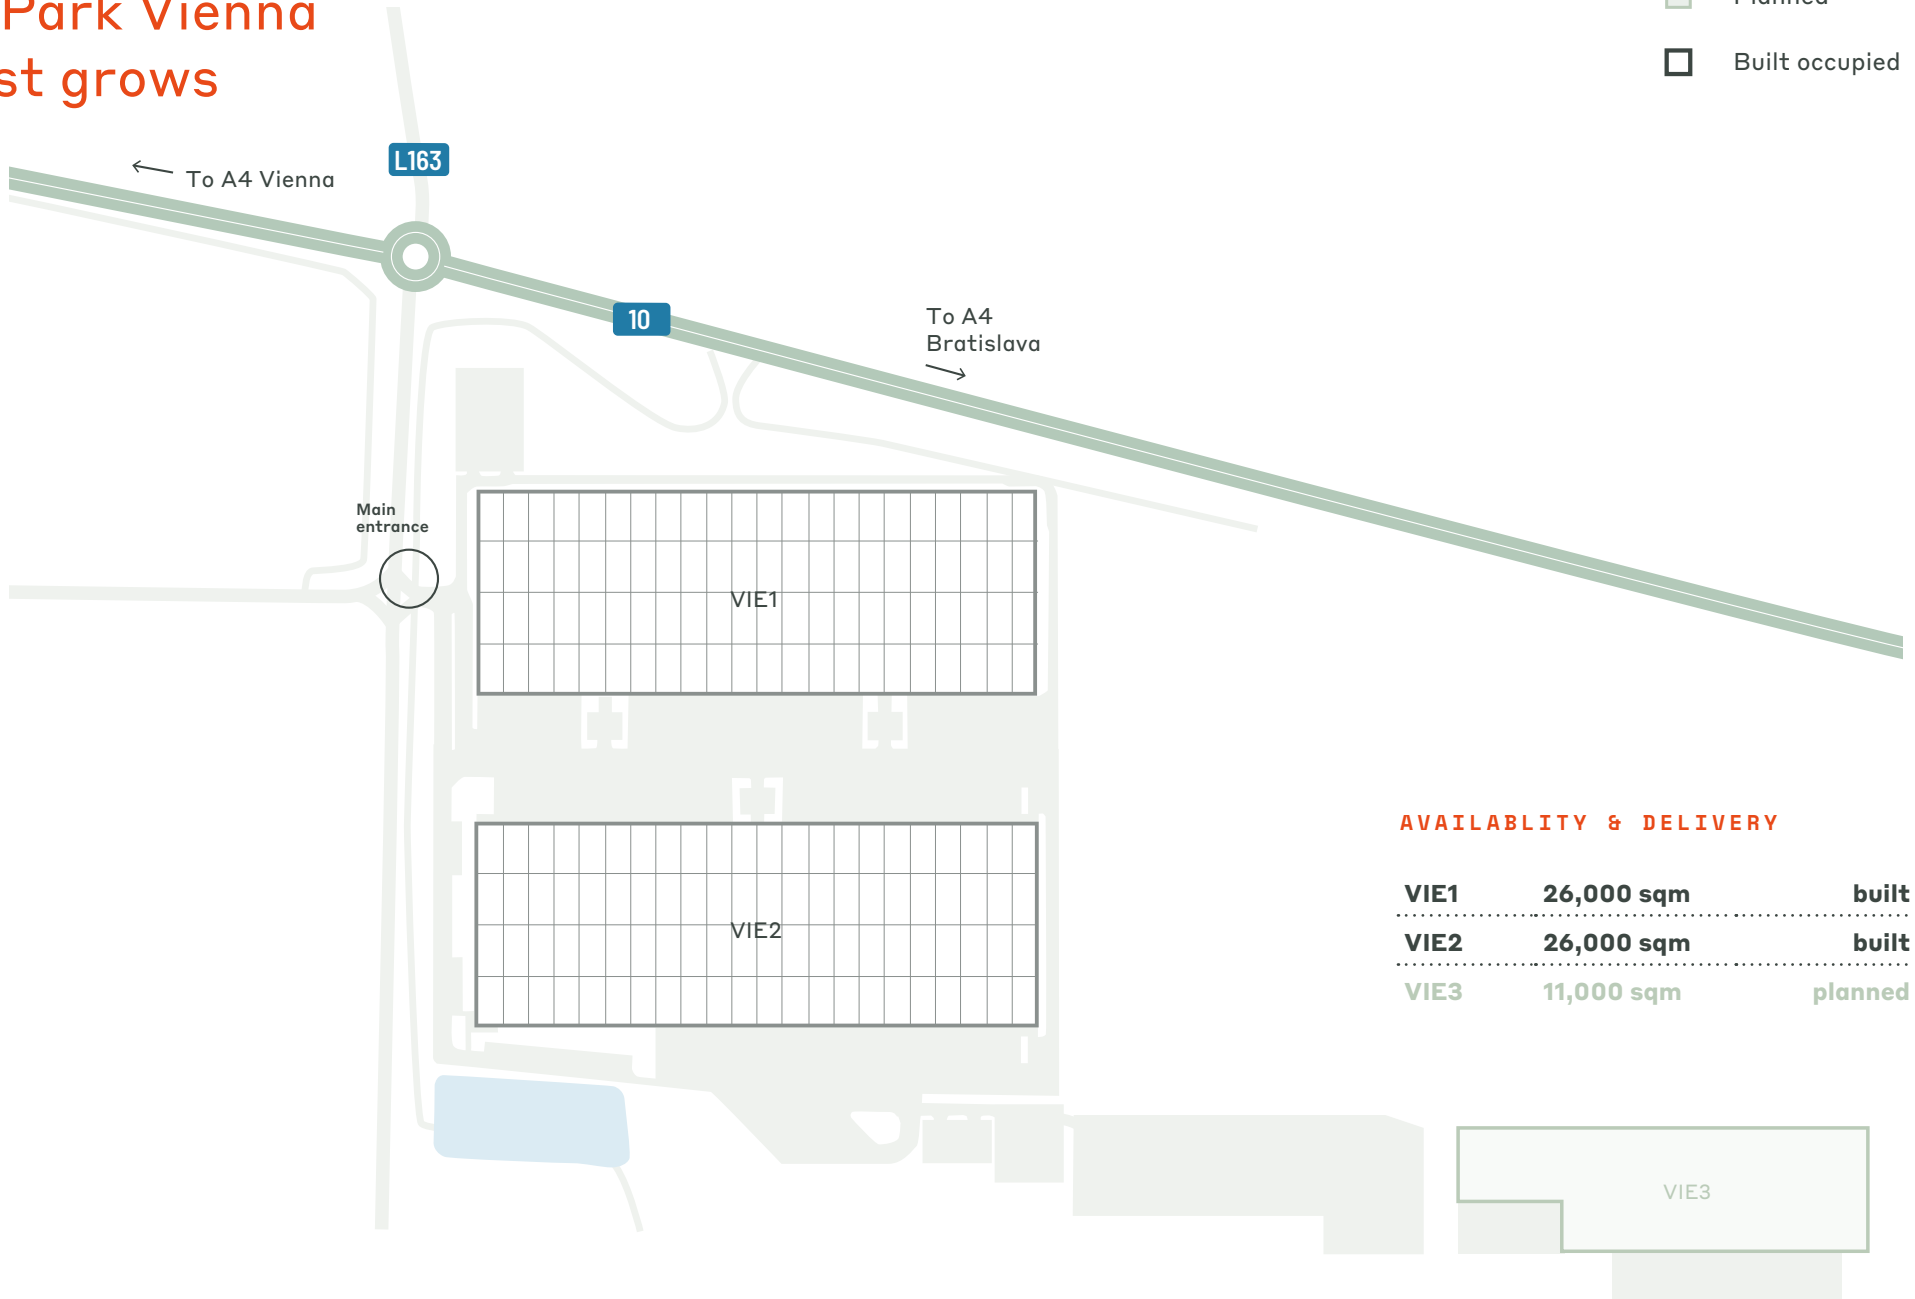 Park Vienna
st grows
Planned
Built occupied
L163
To A4 Vienna
10
To A4
Bratislava
Main
entrance
VIE1
VIE2
AVAILABLITY & DELIVERY
VIE1 26,000 sqm built
VIE2 26,000 sqm built
VIE3 11,000 sqm planned
VIE3